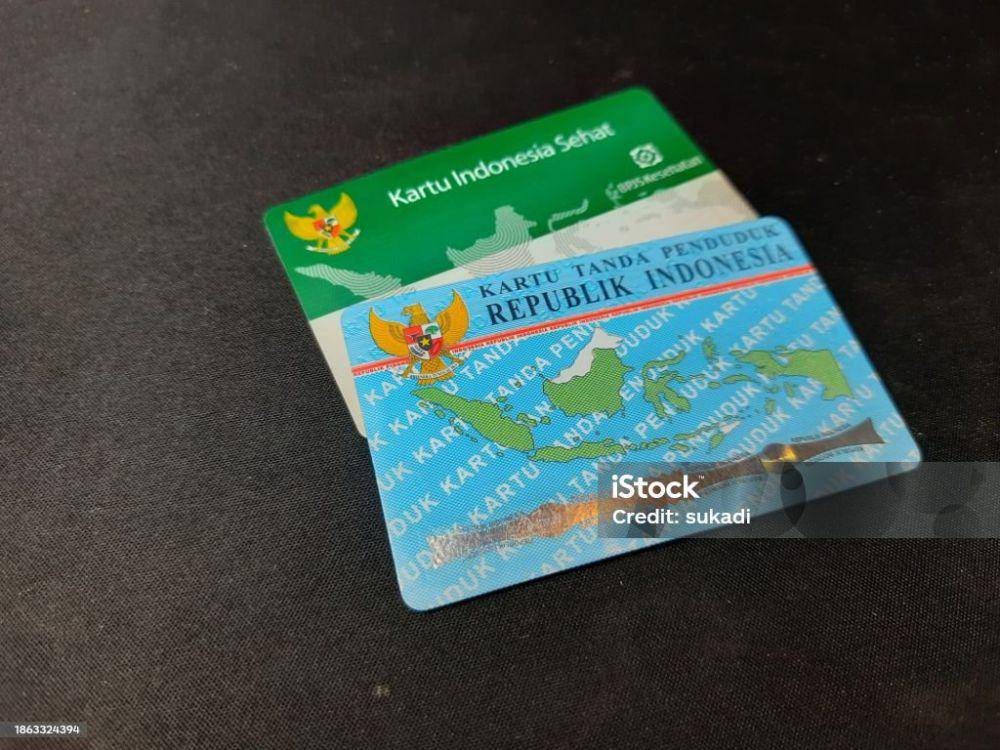 Kartu Indonesia Sehat
BPJS Kesehatan
KARTU TANDA PENDUDUK
REPUBLIK INDONESIA
iStock
Credit: sukadi
1863324394